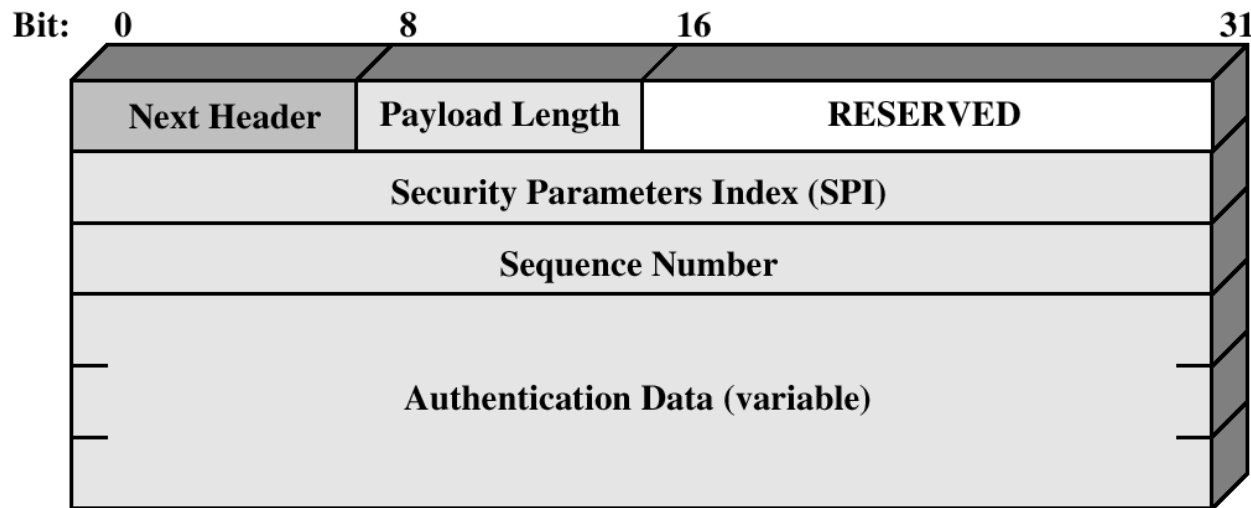 Bit: 0 8 16 31
Next Header Payload Length RESERVED
Security Parameters Index (SPI)
Sequence Number
Authentication Data (variable)